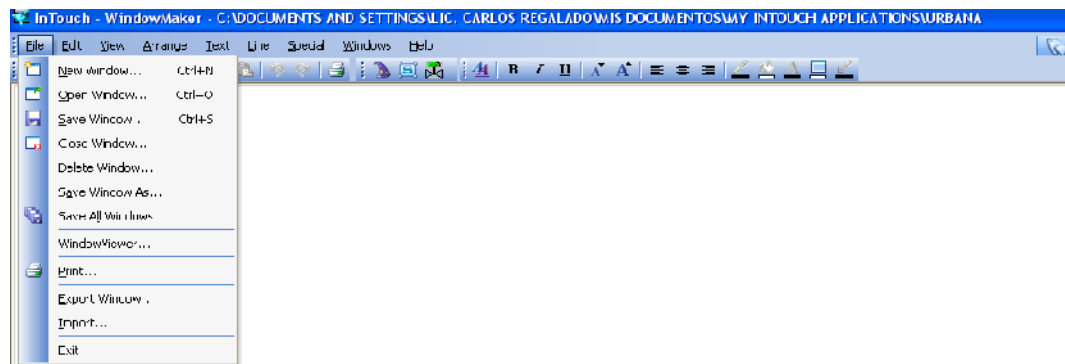 InTouch - WindowMaker - C:\DOCUMENTS AND SETTINGS\LIC. CARLOS REGALADO\MIS DOCUMENTOS\MY INTOUCH APPLICATIONS\URBANA
File Edit View Arrange Text Line Special Windows Help
New Window... Ctrl+N
Open Window... Ctrl+O
Save Window... Ctrl+S
Close Window...
Delete Window...
Save Window As...
Save All Windows
WindowViewer...
Print...
Export Window...
Import...
Exit
B I U A A